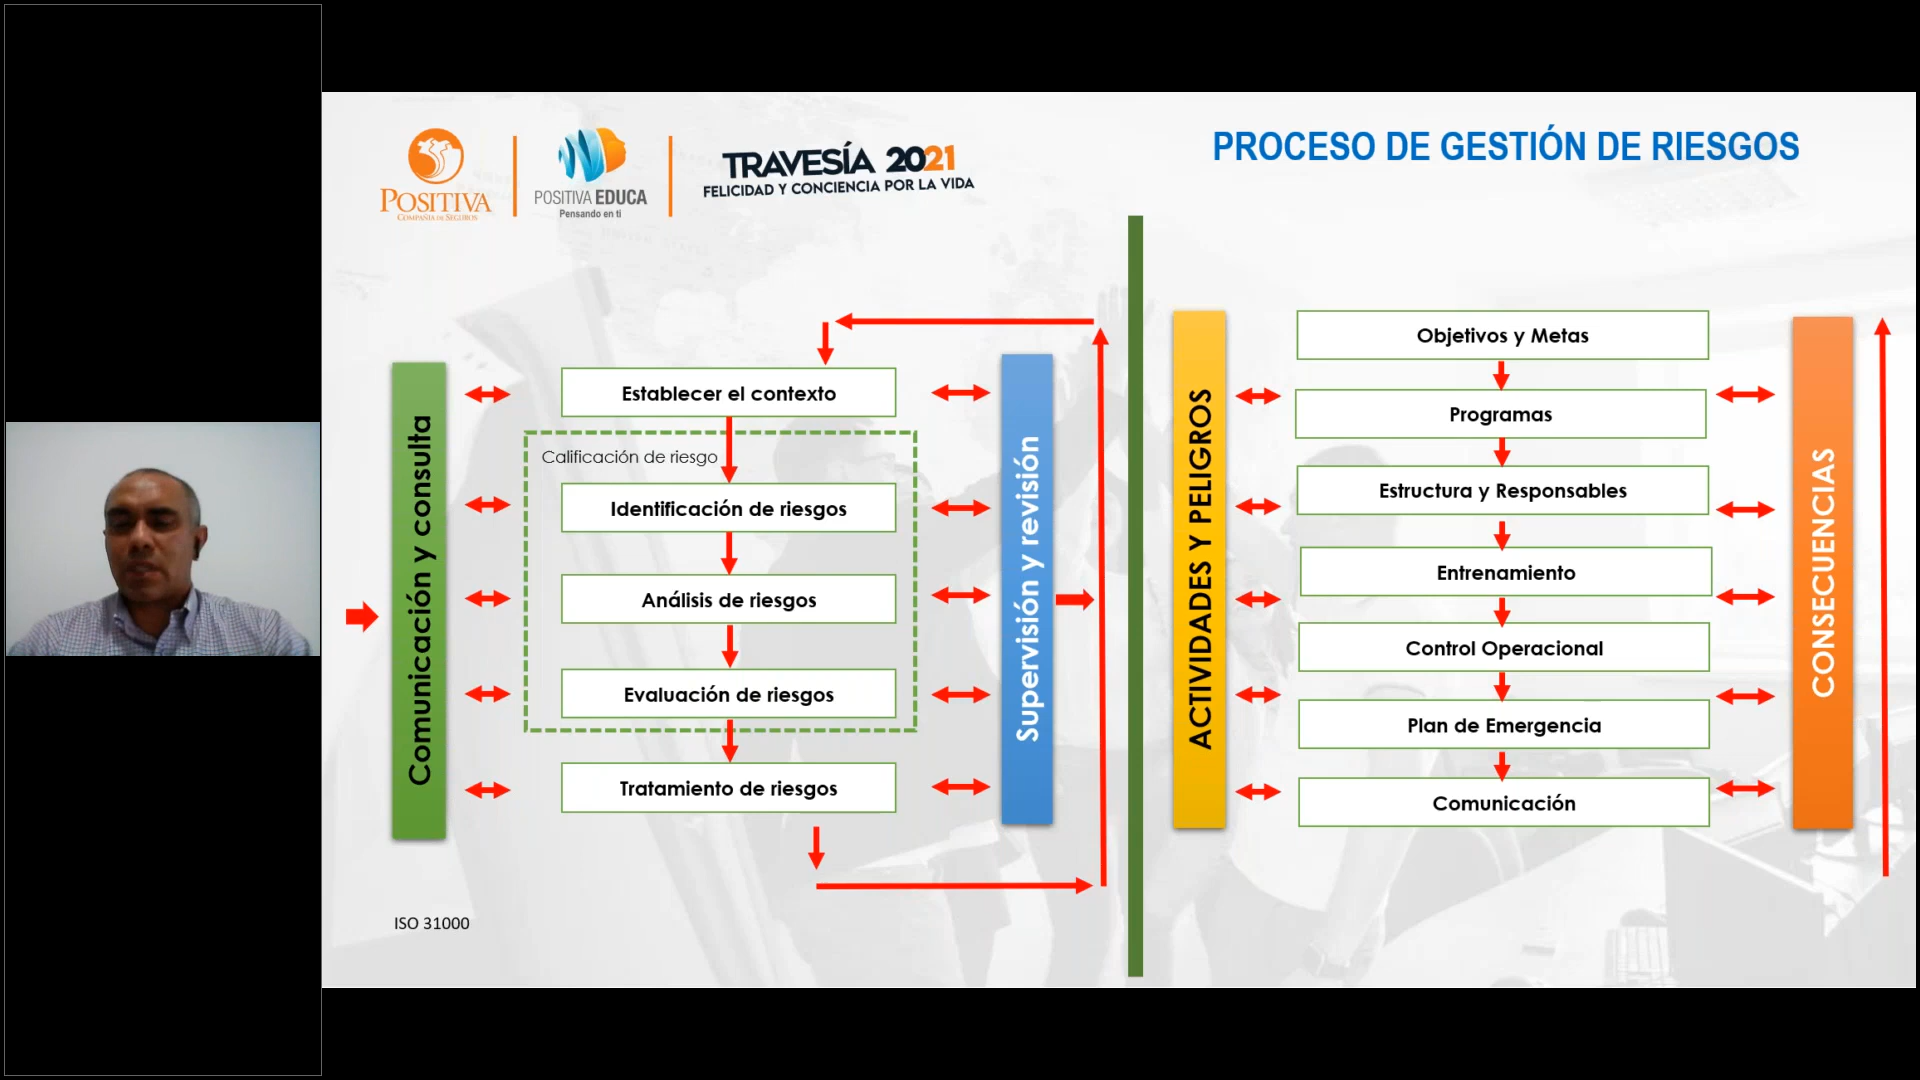 POSITIVA
COMPAÑÍA DE SEGUROS
POSITIVA EDUCA
Pensando en ti
TRAVESÍA 2021
FELICIDAD Y CONCIENCIA POR LA VIDA
PROCESO DE GESTIÓN DE RIESGOS
Comunicación y consulta
Establecer el contexto
Calificación de riesgo
Identificación de riesgos
Análisis de riesgos
Evaluación de riesgos
Tratamiento de riesgos
Supervisión y revisión
ISO 31000
ACTIVIDADES Y PELIGROS
Objetivos y Metas
Programas
Estructura y Responsables
Entrenamiento
Control Operacional
Plan de Emergencia
Comunicación
CONSECUENCIAS